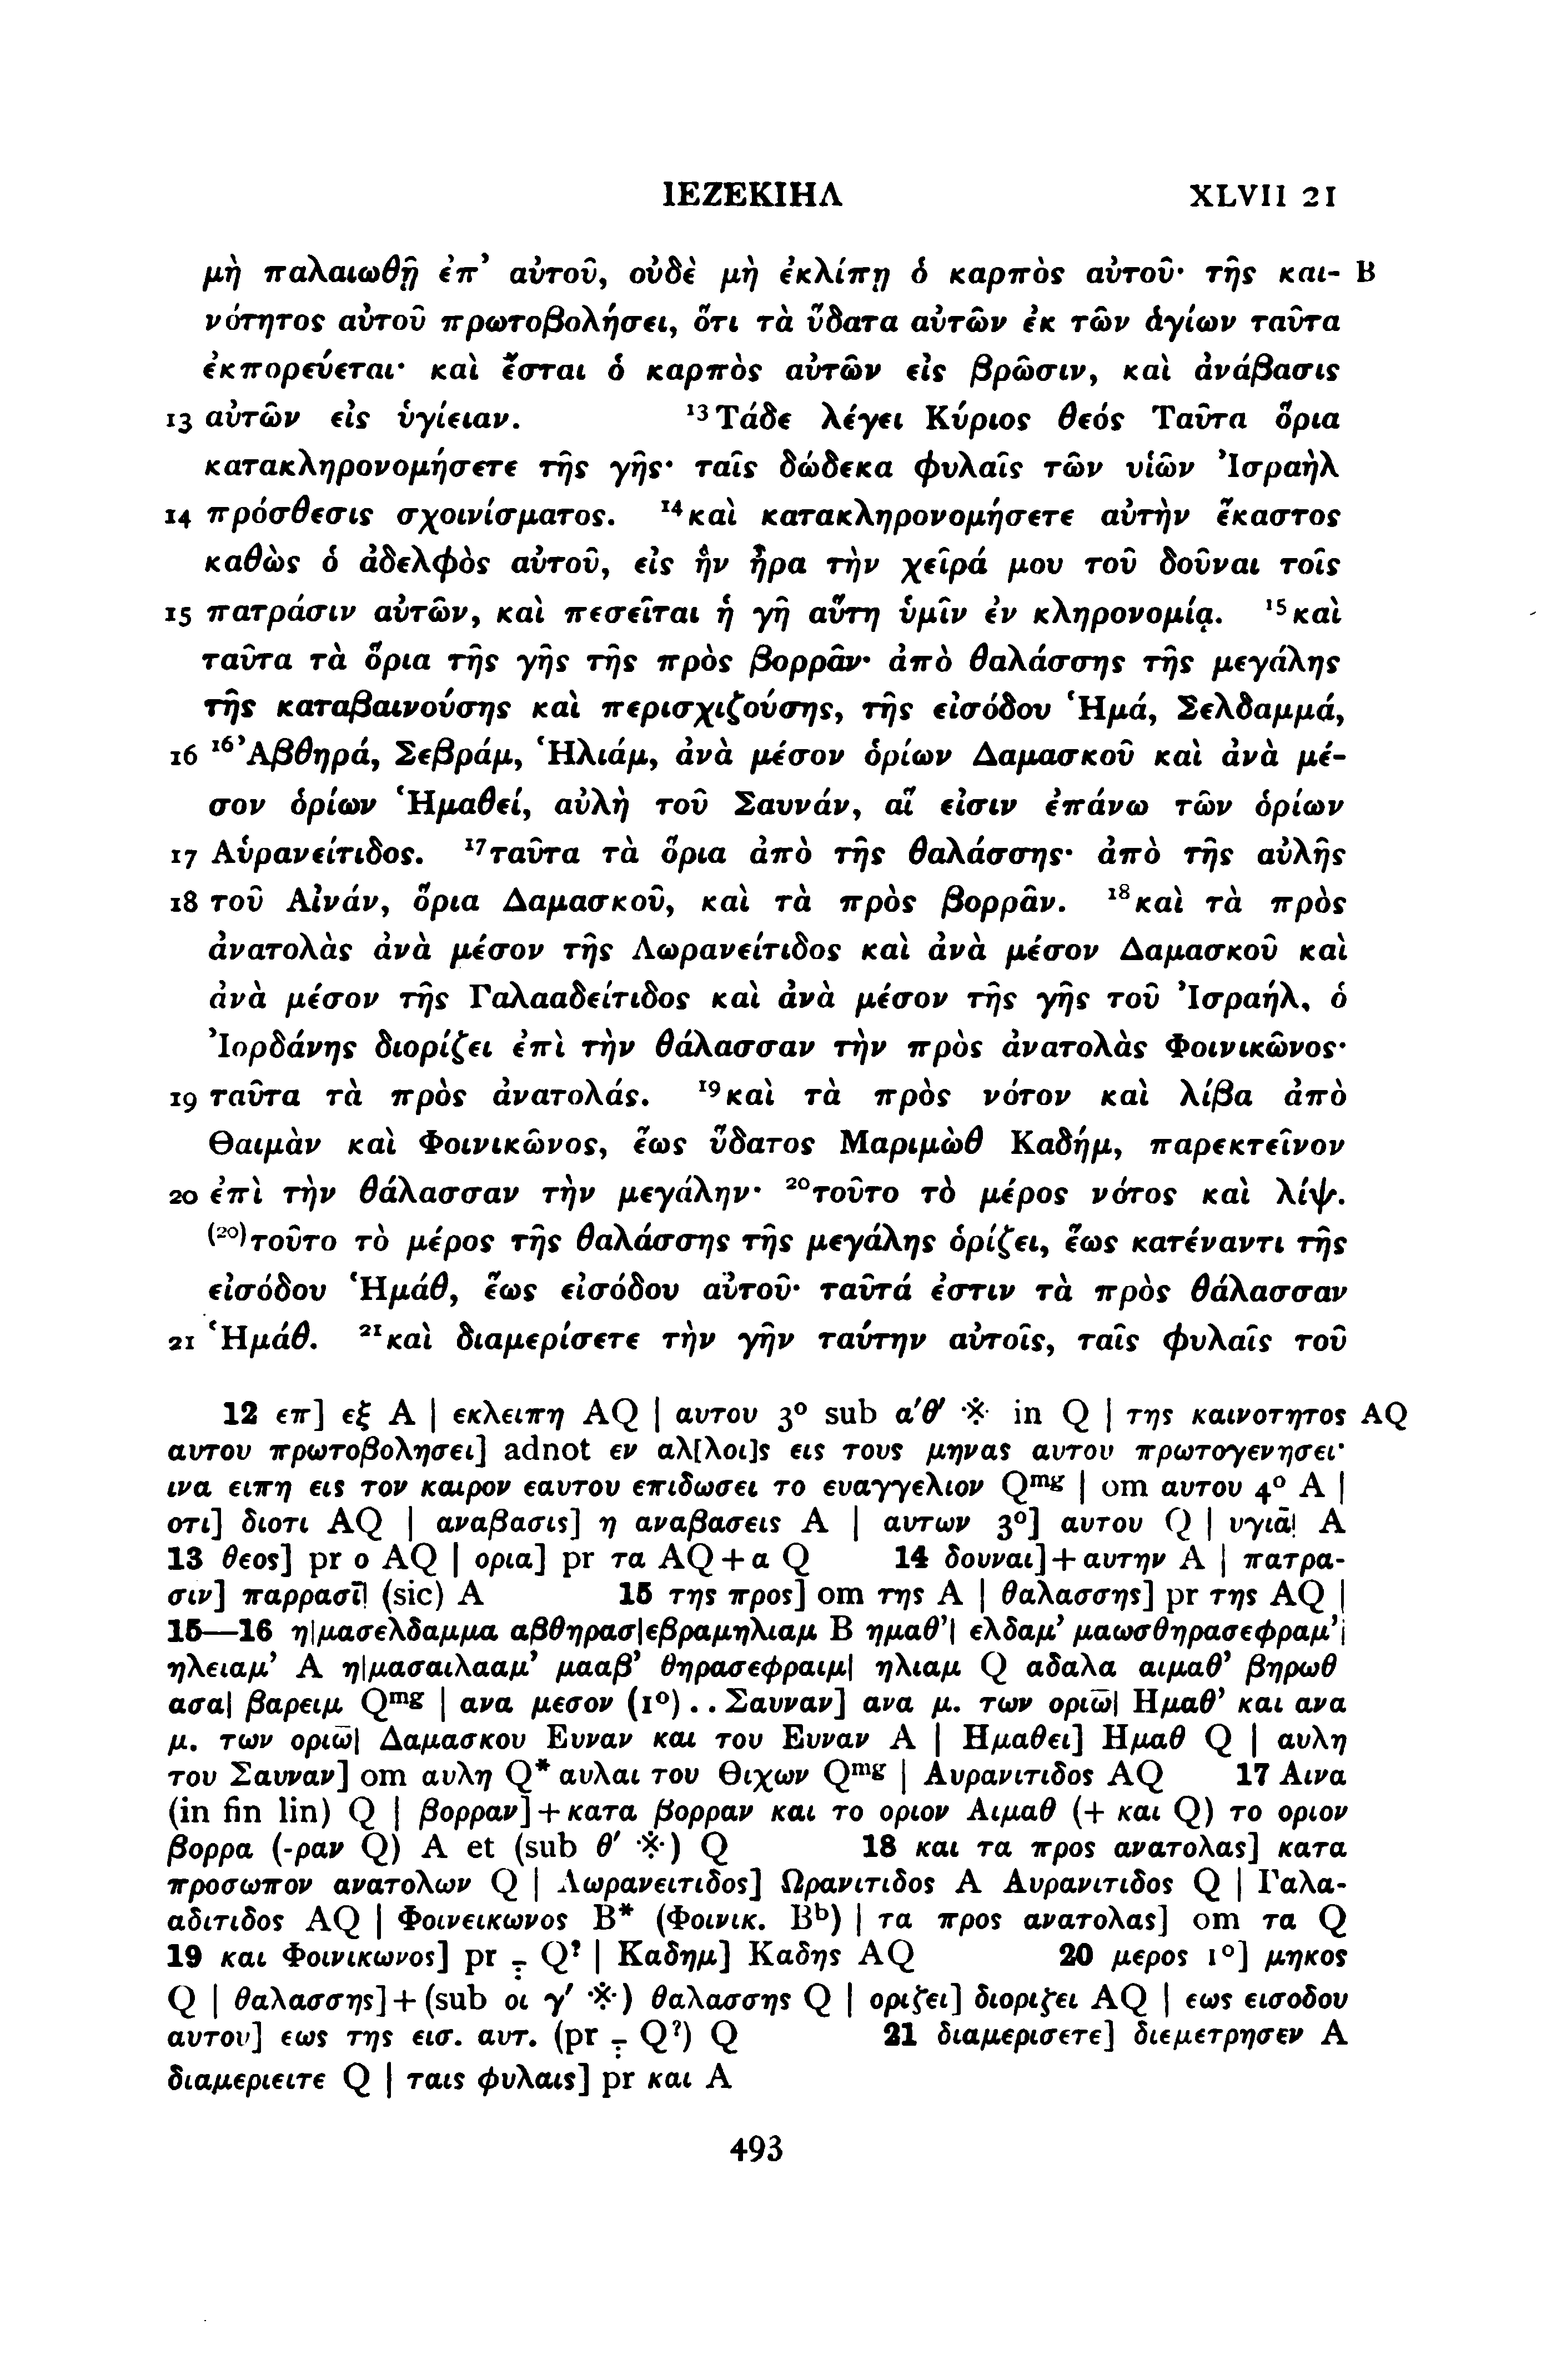 ΙΕΖΕΚΙΗΛ XLVII 21
μὴ παλαιωθῇ ἐπ’ αὐτοῦ, οὐδὲ μὴ ἐκλίπῃ ὁ καρπὸς αὐτοῦ· τῆς και- B
νότητος αὐτοῦ πρωτοβολήσει, ὅτι τὰ ὕδατα αὐτῶν ἐκ τῶν ἁγίων ταῦτα
ἐκπορεύεται· καὶ ἔσται ὁ καρπὸς αὐτῶν εἰς βρῶσιν, καὶ ἀνάβασις
13 αὐτῶν εἰς ὑγίειαν. ¹³Τάδε λέγει Κύριος θεός Ταῦτα ὅρια
κατακληρονομήσετε τῆς γῆς· ταῖς δώδεκα φυλαῖς τῶν υἱῶν Ἰσραὴλ
14 πρόσθεσις σχοινίσματος. ¹⁴καὶ κατακληρονομήσετε αὐτὴν ἕκαστος
καθὼς ὁ ἀδελφὸς αὐτοῦ, εἰς ἣν ἦρα τὴν χεῖρά μου τοῦ δοῦναι τοῖς
15 πατράσιν αὐτῶν, καὶ πεσεῖται ἡ γῆ αὕτη ὑμῖν ἐν κληρονομίᾳ. ¹⁵καὶ
ταῦτα τὰ ὅρια τῆς γῆς τῆς πρὸς βορρᾶν· ἀπὸ θαλάσσης τῆς μεγάλης
τῆς καταβαινούσης καὶ περισχιζούσης, τῆς εἰσόδου Ἡμά, Σελδαμμά,
16 ¹⁶Ἀβθηρά, Σεβράμ, Ἡλιάμ, ἀνὰ μέσον ὁρίων Δαμασκοῦ καὶ ἀνὰ μέ-
σον ὁρίων Ἡμαθεί, αὐλὴ τοῦ Σαυνάν, αἵ εἰσιν ἐπάνω τῶν ὁρίων
17 Αὐρανείτιδος. ¹⁷ταῦτα τὰ ὅρια ἀπὸ τῆς θαλάσσης· ἀπὸ τῆς αὐλῆς
18 τοῦ Αἰνάν, ὅρια Δαμασκοῦ, καὶ τὰ πρὸς βορρᾶν. ¹⁸καὶ τὰ πρὸς
ἀνατολὰς ἀνὰ μέσον τῆς Λωρανείτιδος καὶ ἀνὰ μέσον Δαμασκοῦ καὶ
ἀνὰ μέσον τῆς Γαλααδείτιδος καὶ ἀνὰ μέσον τῆς γῆς τοῦ Ἰσραήλ, ὁ
Ἰορδάνης διορίζει ἐπὶ τὴν θάλασσαν τὴν πρὸς ἀνατολὰς Φοινικῶνος·
19 ταῦτα τὰ πρὸς ἀνατολάς. ¹⁹καὶ τὰ πρὸς νότον καὶ λίβα ἀπὸ
Θαιμὰν καὶ Φοινικῶνος, ἕως ὕδατος Μαριμὼθ Καδήμ, παρεκτεῖνον
20 ἐπὶ τὴν θάλασσαν τὴν μεγάλην· ²⁰τοῦτο τὸ μέρος νότος καὶ λίψ.
(²⁰)τοῦτο τὸ μέρος τῆς θαλάσσης τῆς μεγάλης ὁρίζει, ἕως κατέναντι τῆς
εἰσόδου Ἡμάθ, ἕως εἰσόδου αὐτοῦ· ταῦτά ἐστιν τὰ πρὸς θάλασσαν
21 Ἡμάθ. ²¹καὶ διαμερίσετε τὴν γῆν ταύτην αὐτοῖς, ταῖς φυλαῖς τοῦ
12 επ] εξ A | εκλειπη AQ | αυτου 3° sub α′θ′ ※ in Q | της καινοτητος AQ
αυτου πρωτοβολησει] adnot εν αλ[λοι]ς εις τους μηνας αυτου πρωτογενησει·
ινα ειπη εις τον καιρον εαυτου επιδωσει το ευαγγελιον Qᵐᵍ | om αυτου 4° A |
οτι] διοτι AQ | αναβασις] η αναβασεις A | αυτων 3°] αυτου Q | υγιᾱ| A
13 θεος] pr ο AQ | ορια] pr τα AQ + α Q 14 δουναι] + αυτην A | πατρα-
σιν] παρρασῑ| (sic) A 15 της προς] om της A | θαλασσης] pr της AQ |
15—16 η|μασελδαμμα αβθηρασ|εβραμηλιαμ B ημαθ’| ελδαμ’ μαωσθηρασεφραμ’|
ηλειαμ’ A η|μασαιλααμ’ μααβ’ θηρασεφραιμ| ηλιαμ Q αδαλα αιμαθ’ βηρωθ
ασα| βαρειμ Qᵐᵍ | ανα μεσον (1°) . . Σαυναν] ανα μ. των οριω̄| Ημαθ’ και ανα
μ. των οριω̄| Δαμασκου Ευναν και του Ευναν A | Ημαθει] Ημαθ Q | αυλη
του Σαυναν] om αυλη Q* αυλαι του Θιχων Qᵐᵍ | Αυρανιτιδος AQ 17 Αινα
(in fin lin) Q | βορραν] + κατα βορραν και το οριον Αιμαθ (+ και Q) το οριον
βορρα (-ραν Q) A et (sub θ′ ※) Q 18 και τα προς ανατολας] κατα
προσωπον ανατολων Q | Λωρανειτιδος] Ωρανιτιδος A Αυρανιτιδος Q | Γαλα-
αδιτιδος AQ | Φοινεικωνος B* (Φοινικ. Bᵇ) | τα προς ανατολας] om τα Q
19 και Φοινικωνος] pr ⨪ Q? | Καδημ] Καδης AQ 20 μερος 1°] μηκος
Q | θαλασσης] + (sub οι γ′ ※) θαλασσης Q | οριζει] διοριζει AQ | εως εισοδου
αυτου] εως της εισ. αυτ. (pr ⨪ Q?) Q 21 διαμερισετε] διεμετρησεν A
διαμεριειτε Q | ταις φυλαις] pr και A
493